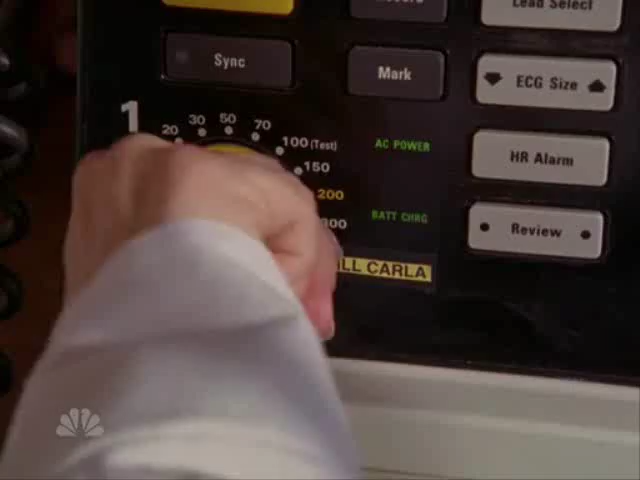 Lead Select
Sync
Mark
ECG Size
1
20 30 50 70
100 (Test)
150
200
300
AC POWER
BATT CHRG
HR Alarm
Review
ILL CARLA